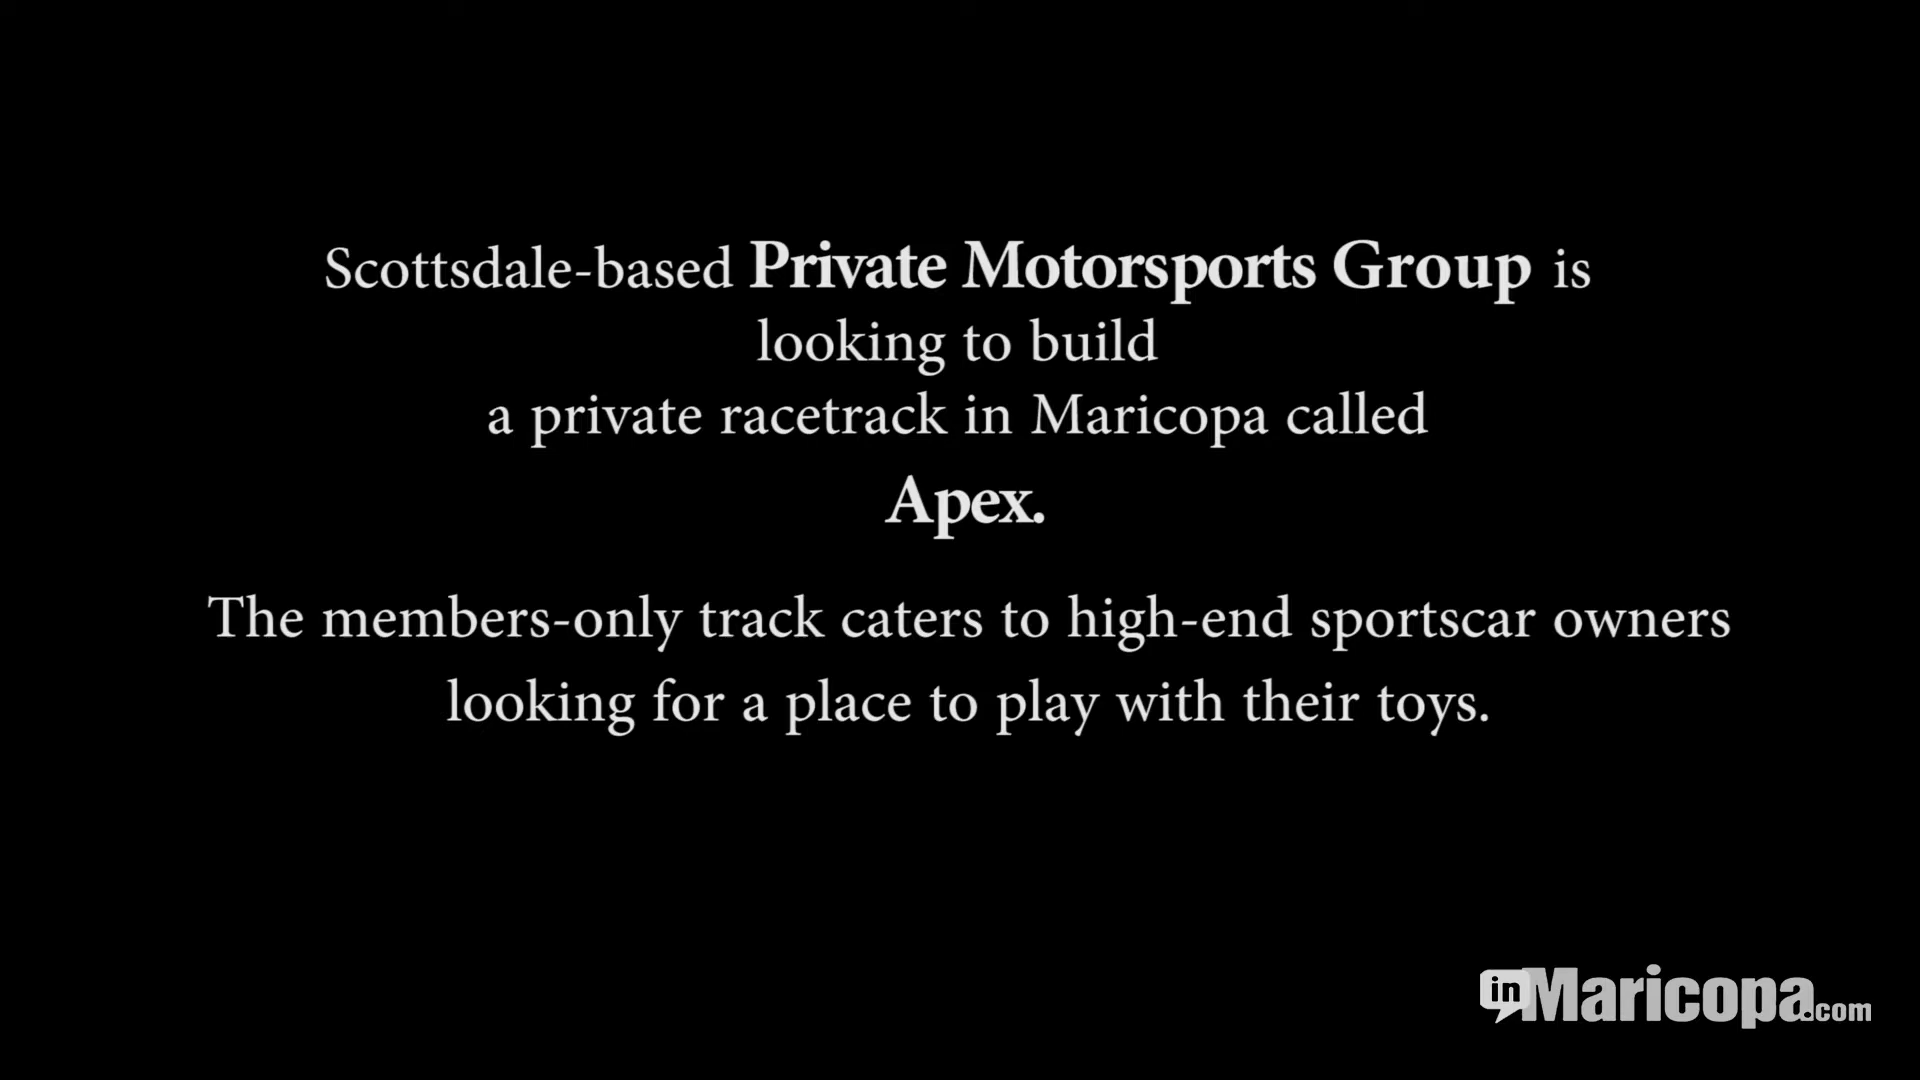 Scottsdale-based Private Motorsports Group is
looking to build
a private racetrack in Maricopa called
Apex.
The members-only track caters to high-end sportscar owners
looking for a place to play with their toys.
inMaricopa.com